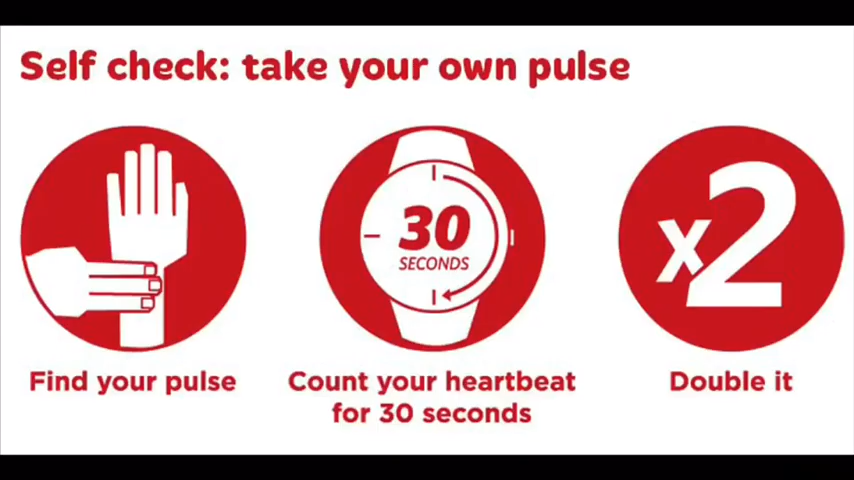 Self check: take your own pulse
30
SECONDS
x2
Find your pulse
Count your heartbeat
for 30 seconds
Double it